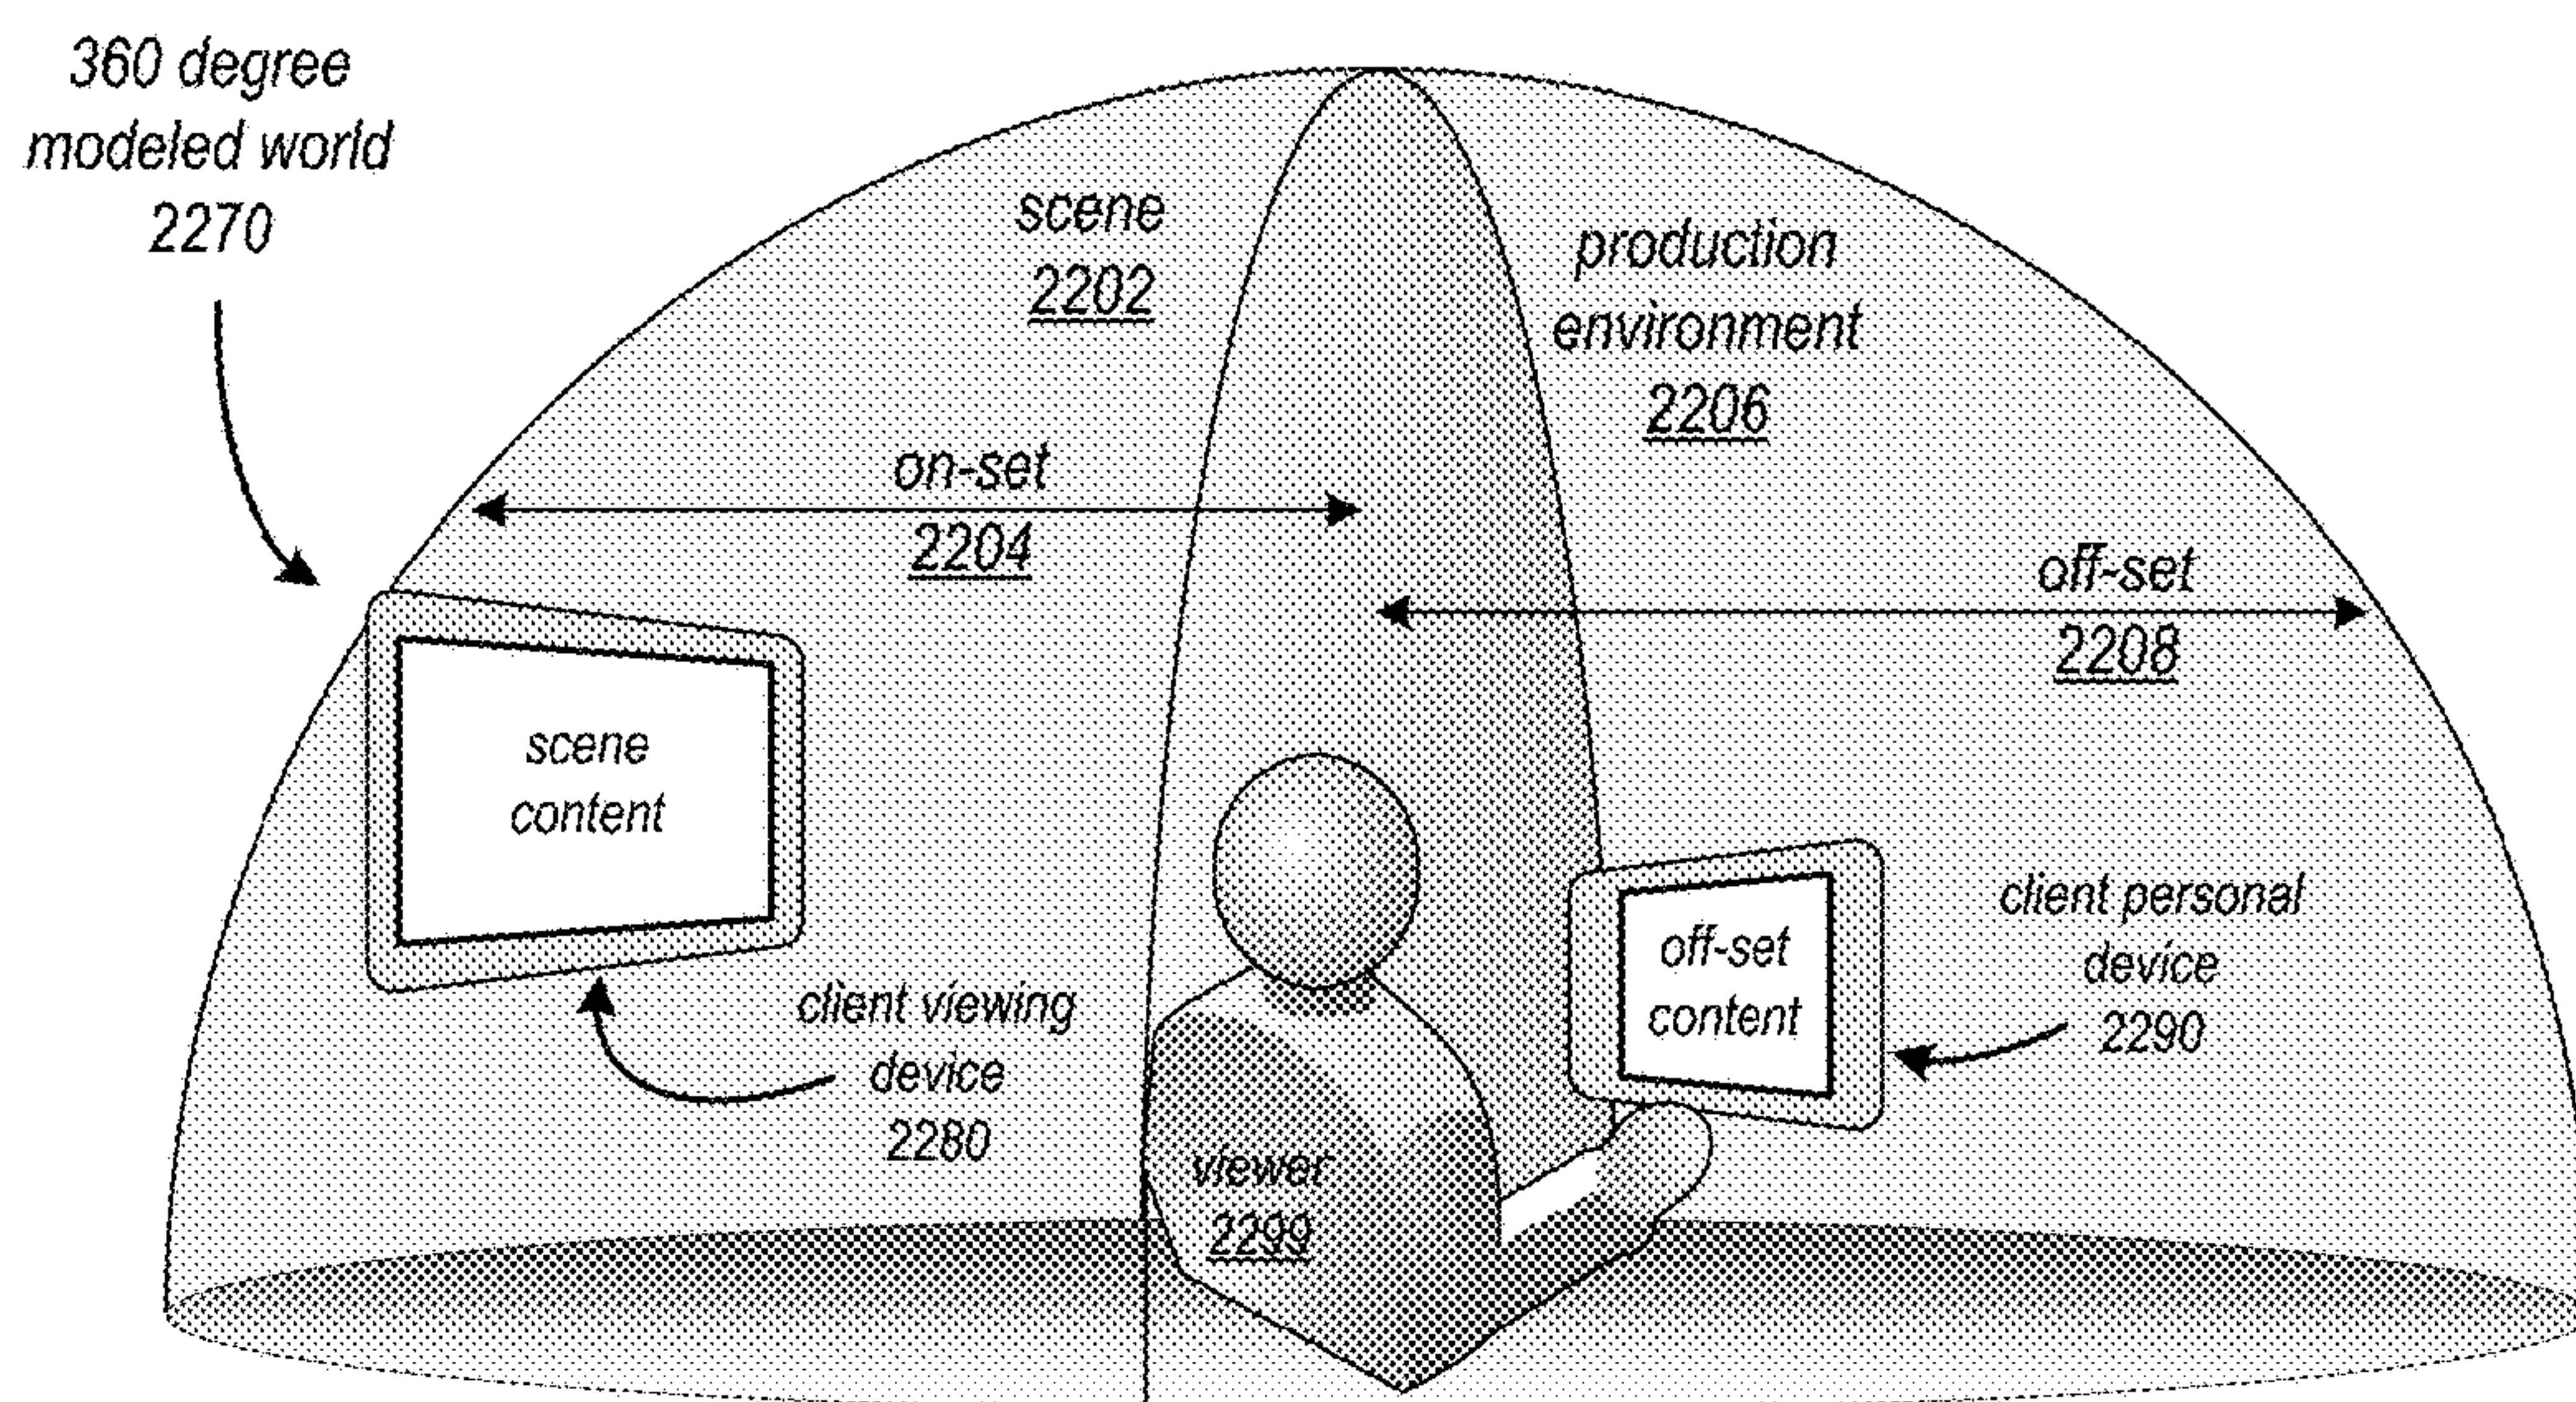 360 degree
modeled world
2270
scene
2202
production
environment
2206
on-set
2204
off-set
2208
scene
content
client viewing
device
2280
viewer
2299
off-set
content
client personal
device
2290